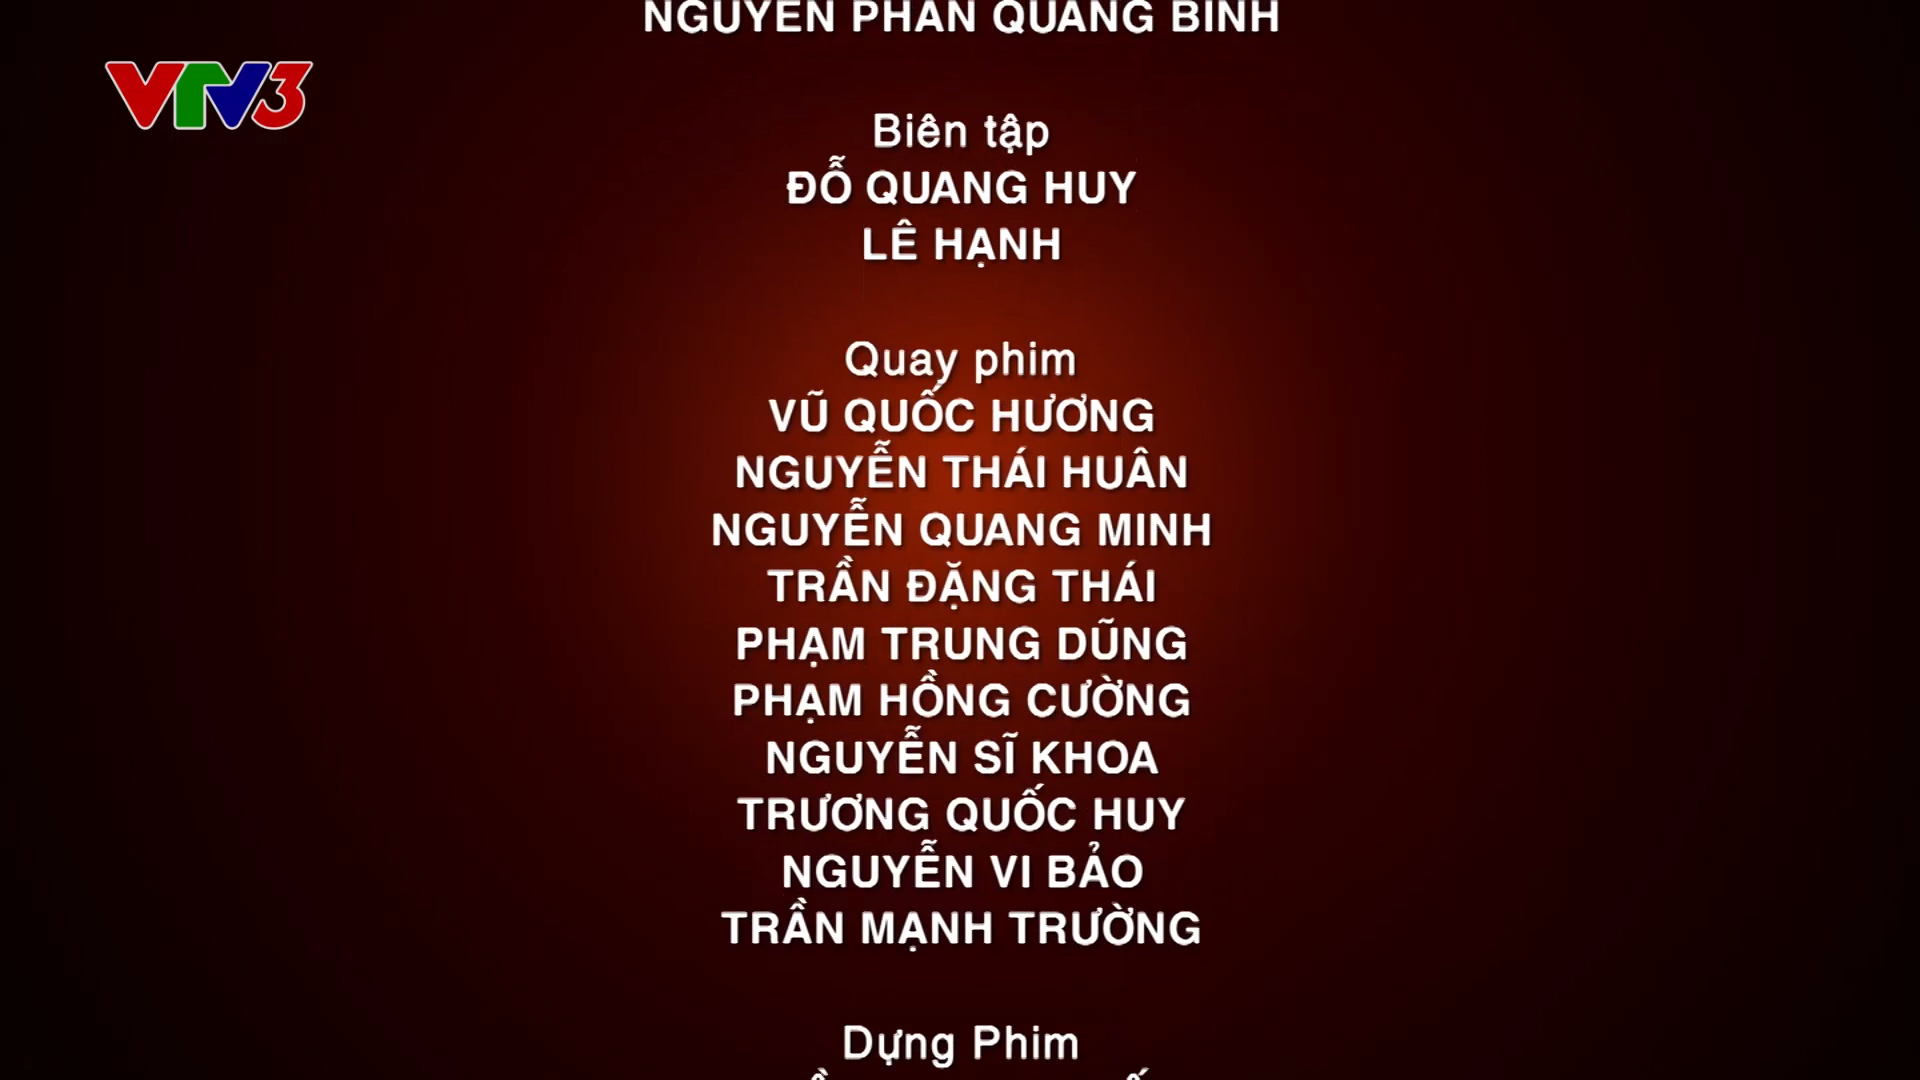 NGUYỄN PHAN QUANG BÌNH
VTV3
Biên tập
ĐỖ QUANG HUY
LÊ HẠNH
Quay phim
VŨ QUỐC HƯƠNG
NGUYỄN THÁI HUÂN
NGUYỄN QUANG MINH
TRẦN ĐẶNG THÁI
PHẠM TRUNG DŨNG
PHẠM HỒNG CƯỜNG
NGUYỄN SĨ KHOA
TRƯƠNG QUỐC HUY
NGUYỄN VI BẢO
TRẦN MẠNH TRƯỜNG
Dựng Phim